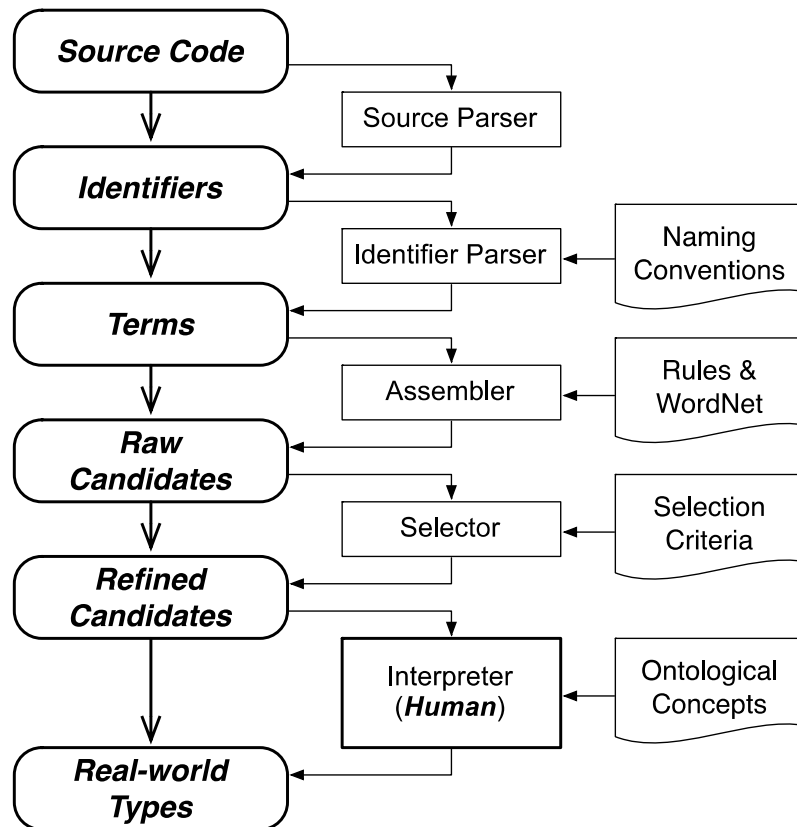 Source Code
Source Parser
Identifiers
Identifier Parser
Naming
Conventions
Terms
Assembler
Rules &
WordNet
Raw
Candidates
Selector
Selection
Criteria
Refined
Candidates
Interpreter
(Human)
Ontological
Concepts
Real-world
Types